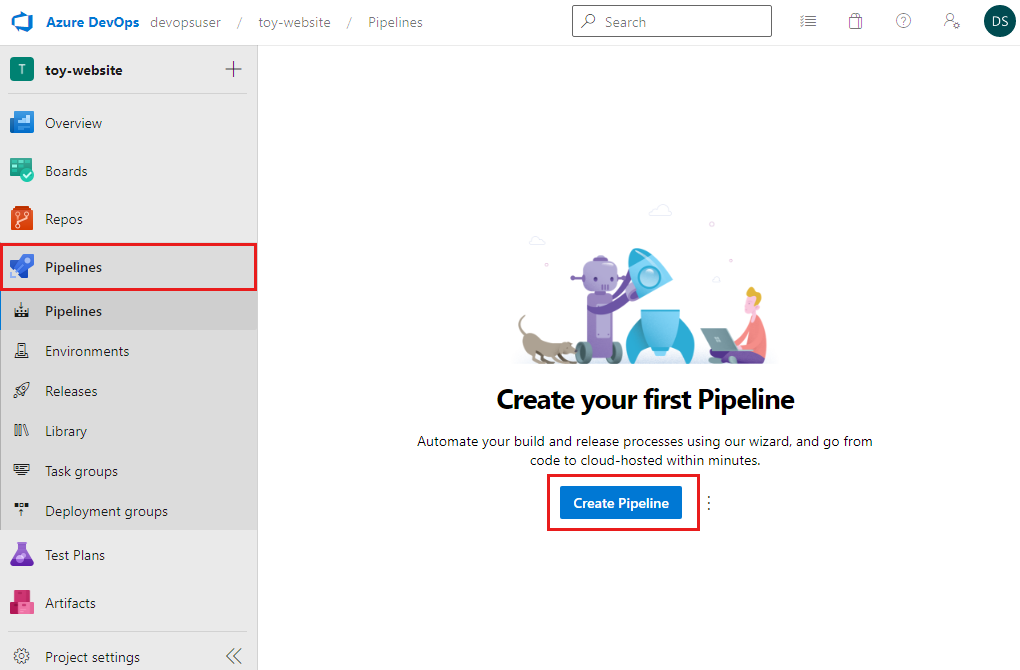 Azure DevOps devopsuser / toy-website / Pipelines
Search
DS
T toy-website
Overview
Boards
Repos
Pipelines
Pipelines
Environments
Releases
Library
Task groups
Deployment groups
Test Plans
Artifacts
Project settings
Create your first Pipeline
Automate your build and release processes using our wizard, and go from
code to cloud-hosted within minutes.
Create Pipeline